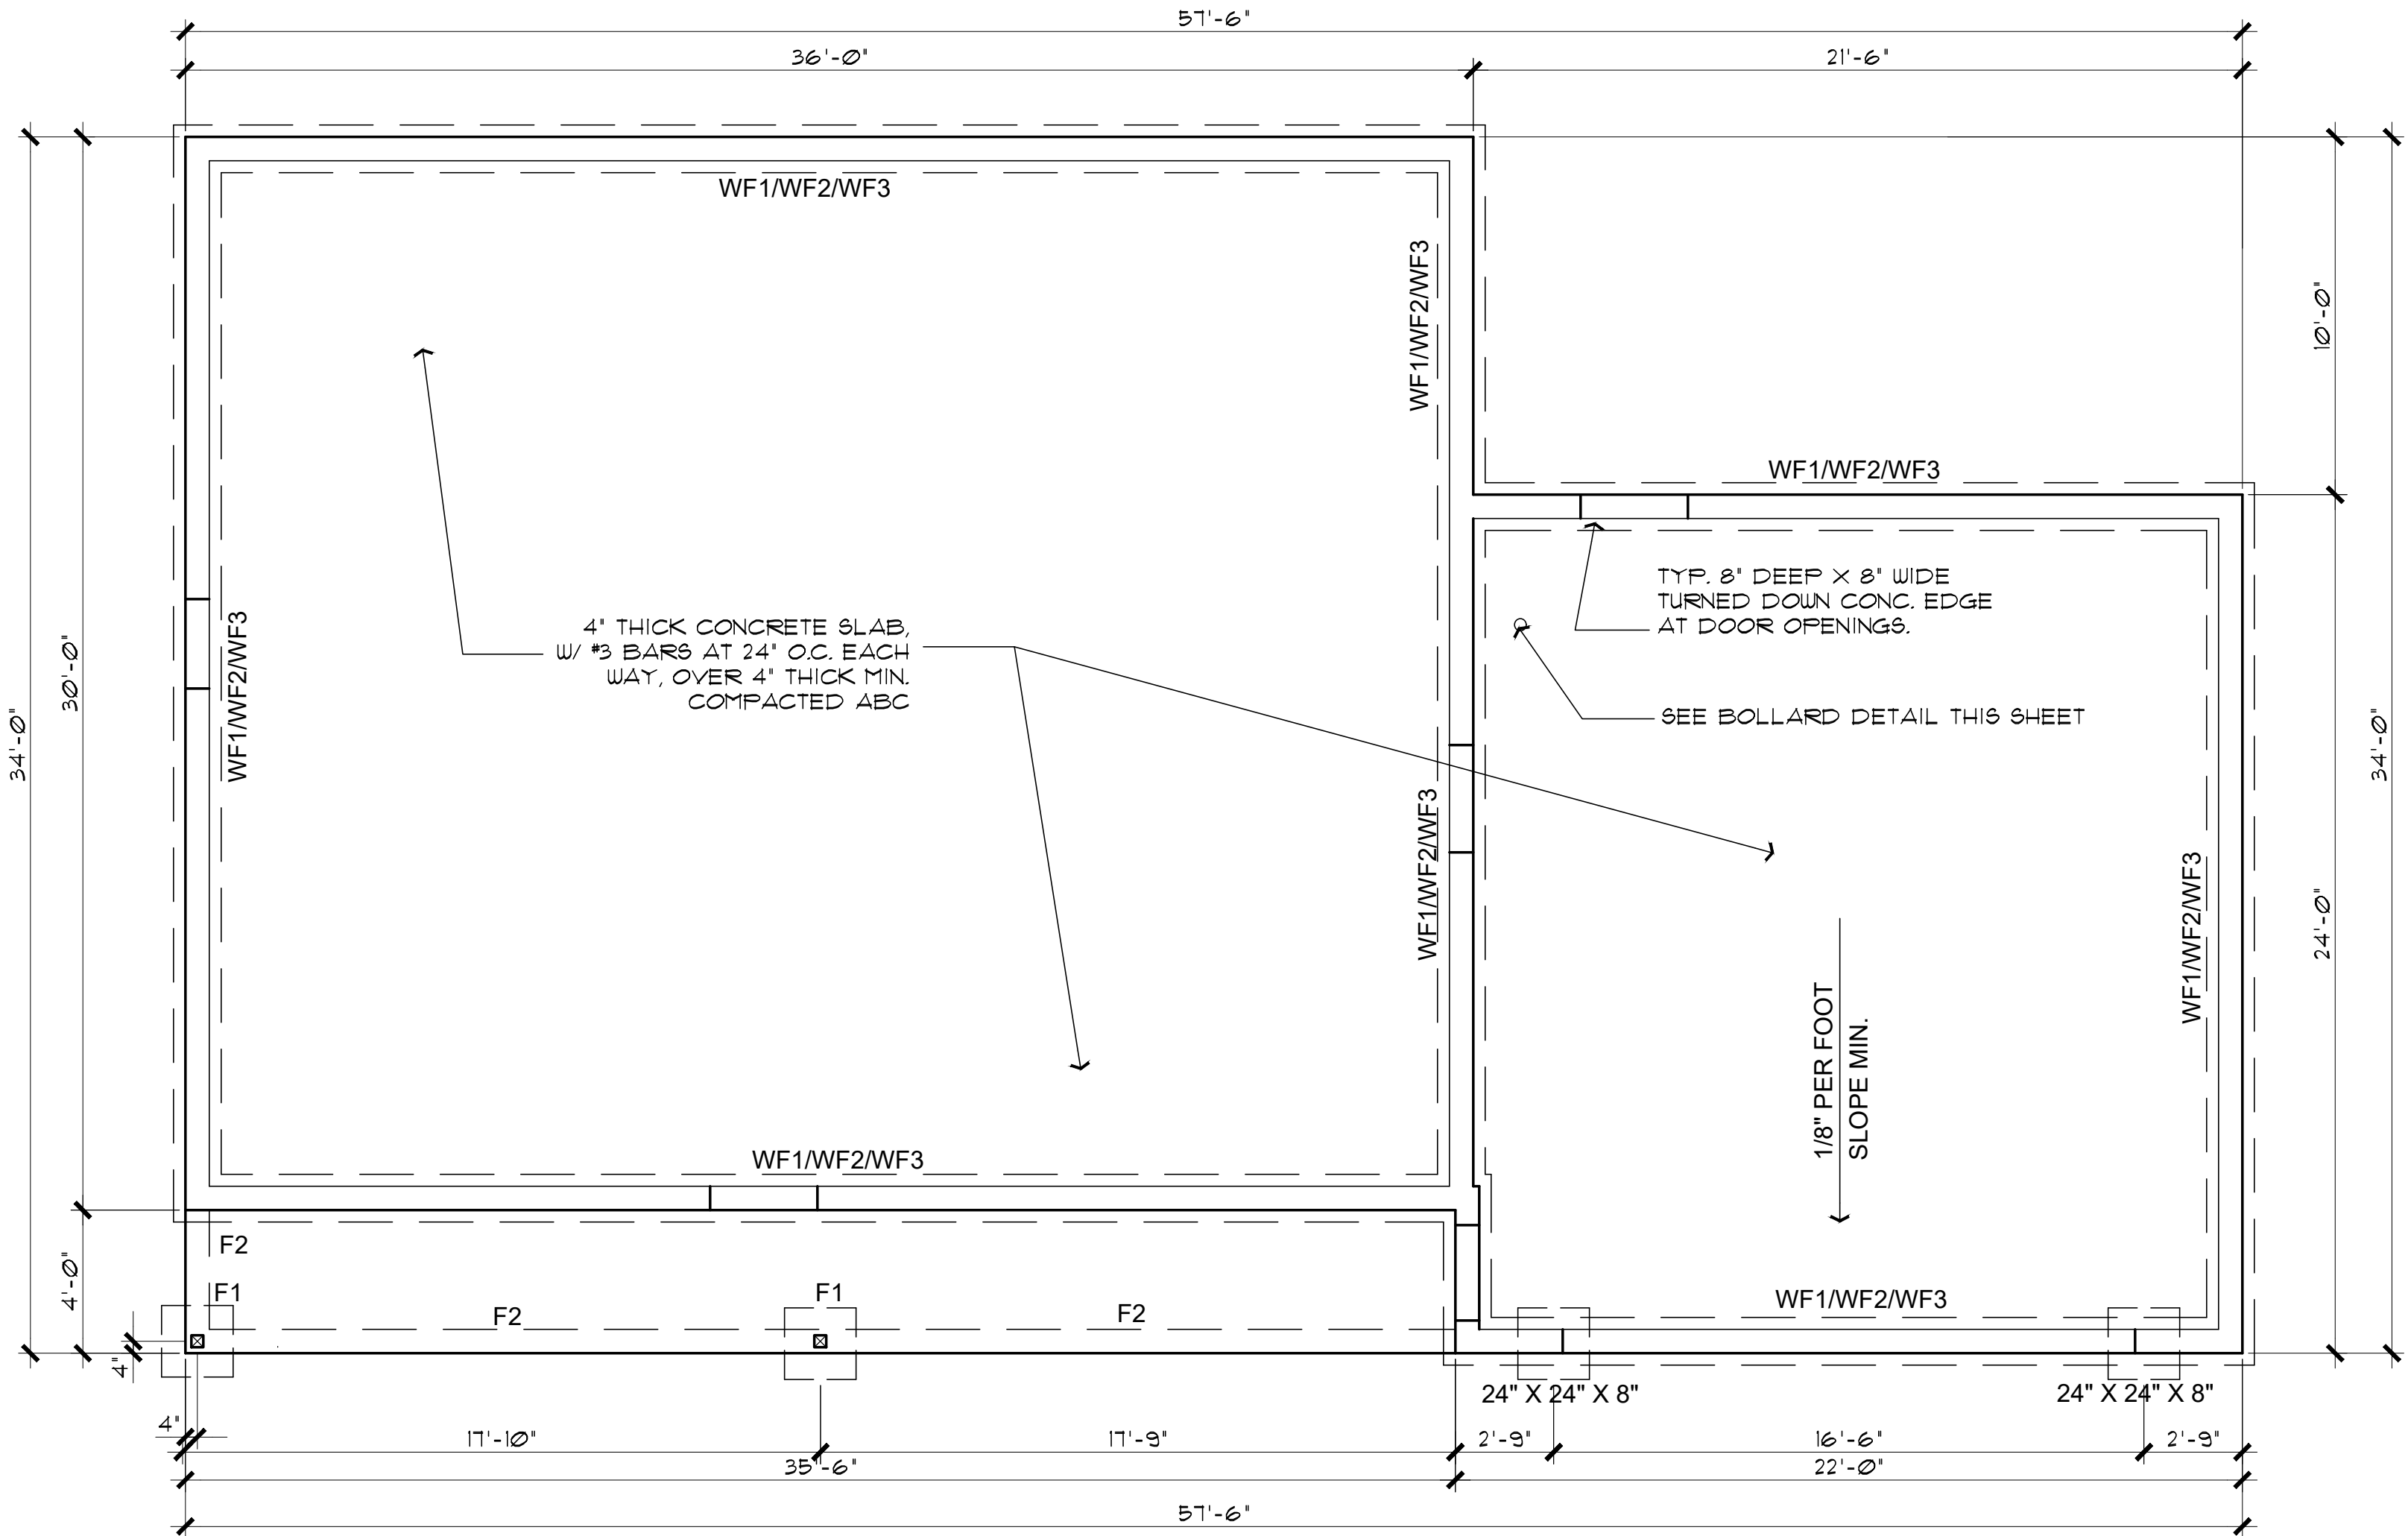 57'-6"
36'-0"
21'-6"
WF1/WF2/WF3
WF1/WF2/WF3
10'-0"
WF1/WF2/WF3
TYP. 8" DEEP X 8" WIDE
TURNED DOWN CONC. EDGE
AT DOOR OPENINGS.
4" THICK CONCRETE SLAB,
W/ #3 BARS AT 24" O.C. EACH
WAY, OVER 4" THICK MIN.
COMPACTED ABC
SEE BOLLARD DETAIL THIS SHEET
34'-0"
30'-0"
WF1/WF2/WF3
34'-0"
WF1/WF2/WF3
24'-0"
WF1/WF2/WF3
1/8" PER FOOT
SLOPE MIN.
WF1/WF2/WF3
F2
4'-0"
F1
F1
F2
F2
WF1/WF2/WF3
4"
24" X 24" X 8"
24" X 24" X 8"
4"
17'-10"
17'-9"
2'-9"
16'-6"
2'-9"
35'-6"
22'-0"
57'-6"